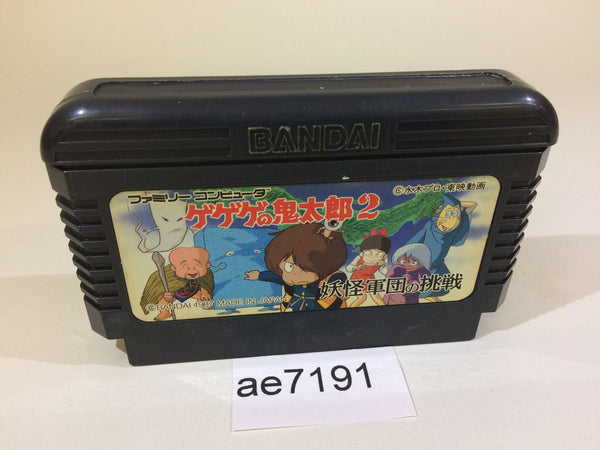 BANDAI
ファミリーコンピュータ
©水木プロ・東映動画
ゲゲゲの鬼太郎2
妖怪軍団の挑戦
©BANDAI 1987 MADE IN JAPAN
ae7191